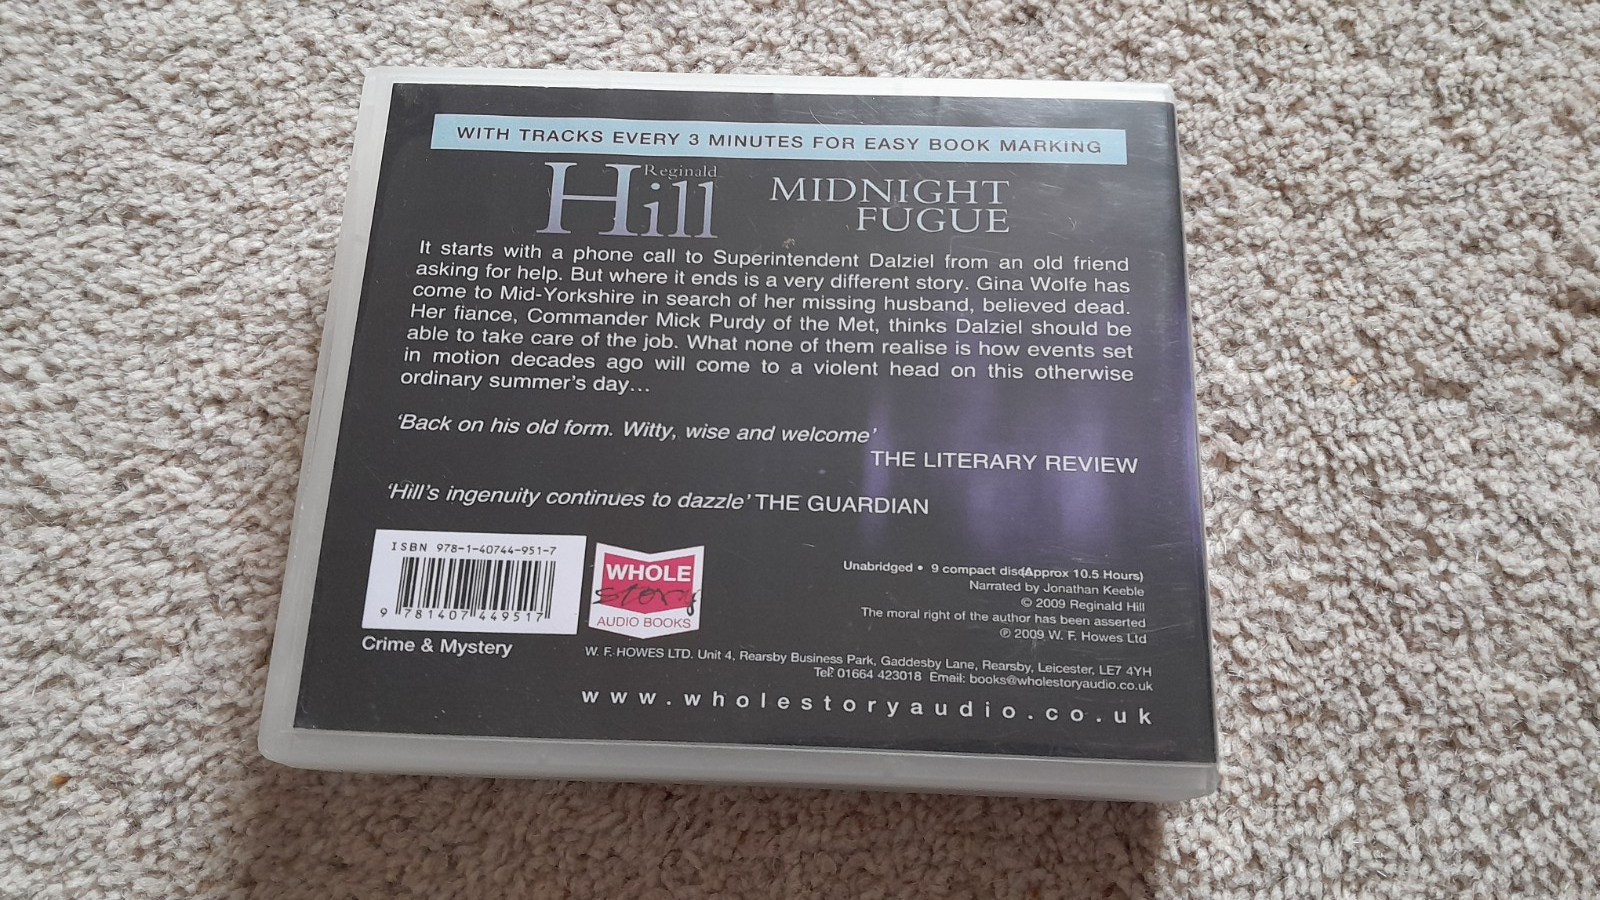 WITH TRACKS EVERY 3 MINUTES FOR EASY BOOK MARKING
Reginald
Hill
MIDNIGHT
FUGUE
It starts with a phone call to Superintendent Dalziel from an old friend
asking for help. But where it ends is a very different story. Gina Wolfe has
come to Mid-Yorkshire in search of her missing husband, believed dead.
Her fiance, Commander Mick Purdy of the Met, thinks Dalziel should be
able to take care of the job. What none of them realise is how events set
in motion decades ago will come to a violent head on this otherwise
ordinary summer's day...
'Back on his old form. Witty, wise and welcome'
THE LITERARY REVIEW
'Hill's ingenuity continues to dazzle' THE GUARDIAN
ISBN 978-1-40744-951-7
9 781407 449517
Crime & Mystery
WHOLE
story
AUDIO BOOKS
Unabridged • 9 compact discs (Approx 10.5 Hours)
Narrated by Jonathan Keeble
© 2009 Reginald Hill
The moral right of the author has been asserted
℗ 2009 W. F. Howes Ltd
W. F. HOWES LTD. Unit 4, Rearsby Business Park, Gaddesby Lane, Rearsby, Leicester, LE7 4YH
Tel: 01664 423018 Email: books@wholestoryaudio.co.uk
www.wholestoryaudio.co.uk